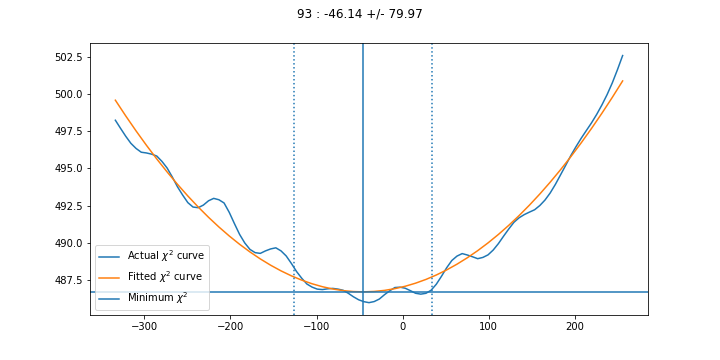 93 : -46.14 +/- 79.97
502.5
500.0
497.5
495.0
492.5
490.0
487.5
Actual χ² curve
Fitted χ² curve
Minimum χ²
−300 −200 −100 0 100 200